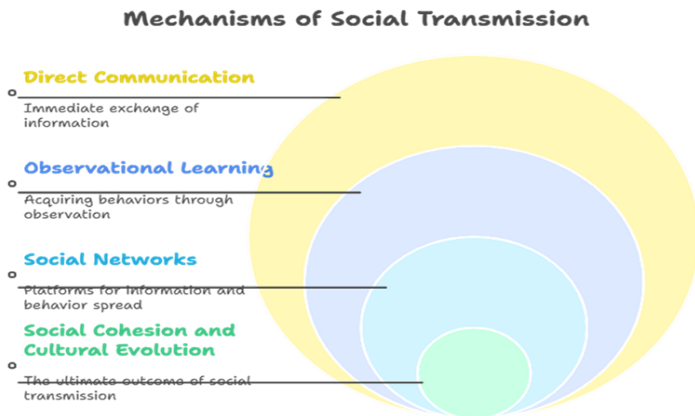 Mechanisms of Social Transmission
Direct Communication
Immediate exchange of
information
Observational Learning
Acquiring behaviors through
observation
Social Networks
Platforms for information and
behavior spread
Social Cohesion and
Cultural Evolution
The ultimate outcome of social
transmission